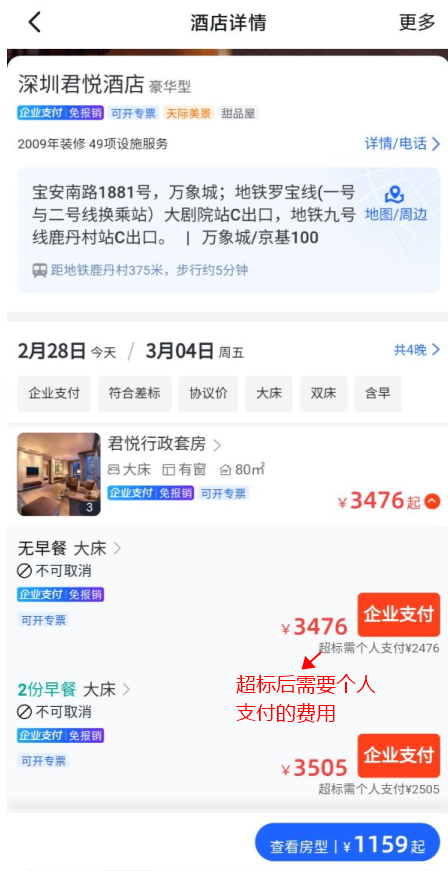 酒店详情
更多
深圳君悦酒店 豪华型
企业支付 免报销 可开专票 天际美景 甜品屋
2009年装修 49项设施服务
详情/电话
宝安南路1881号，万象城；地铁罗宝线(一号
与二号线换乘站）大剧院站C出口，地铁九号
线鹿丹村站C出口。 | 万象城/京基100
地图/周边
距地铁鹿丹村375米，步行约5分钟
2月28日 今天 / 3月04日 周五
共4晚
企业支付 符合差标 协议价 大床 双床 含早
君悦行政套房
大床 有窗 80㎡
企业支付 免报销 可开专票
3
¥3476起
无早餐 大床
不可取消
企业支付 免报销
可开专票
¥3476
企业支付
超标需个人支付¥2476
超标后需要个人
支付的费用
2份早餐 大床
不可取消
企业支付 免报销
可开专票
¥3505
企业支付
超标需个人支付¥2505
查看房型 | ¥1159起